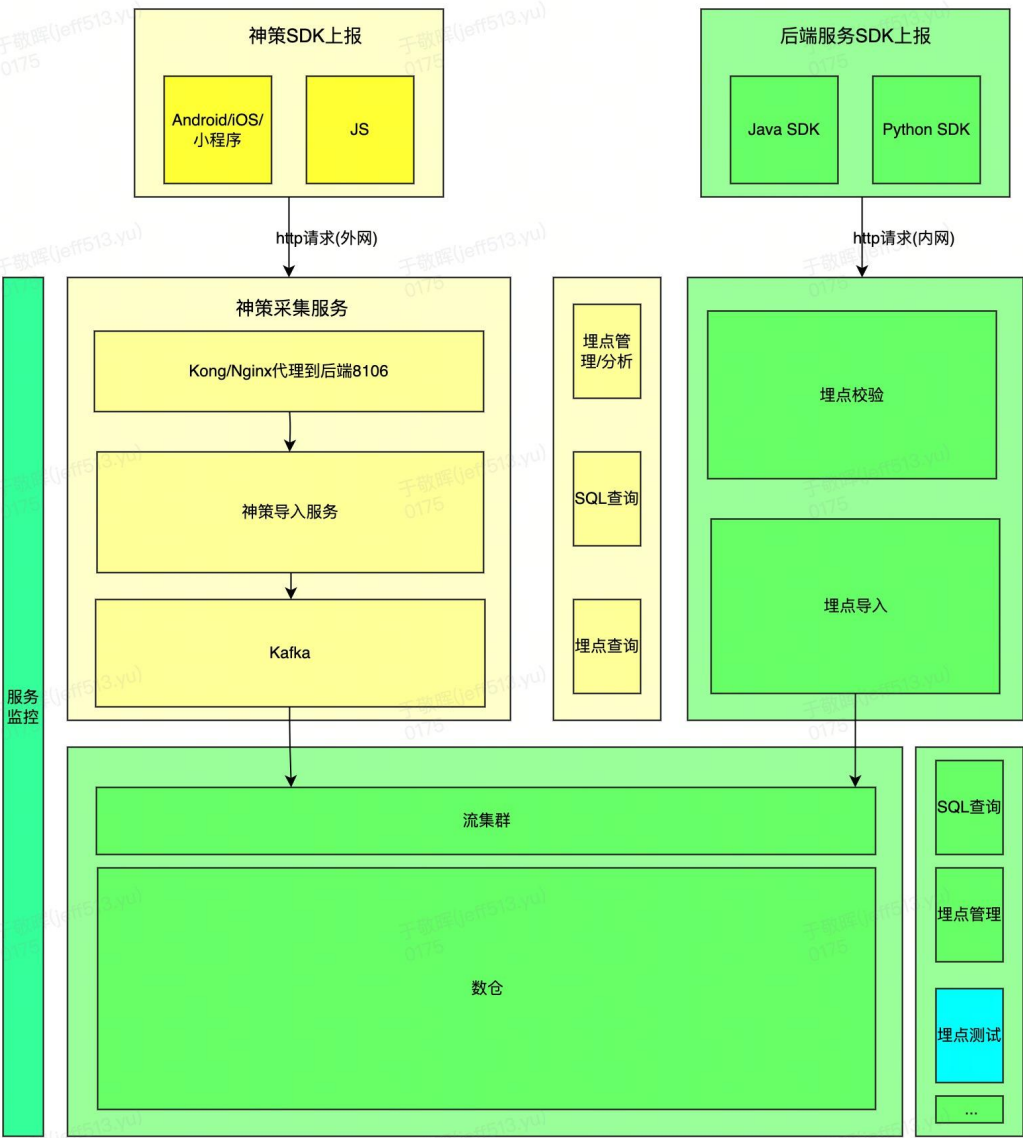 神策SDK上报
Android/iOS/
小程序
JS
后端服务SDK上报
Java SDK
Python SDK
http请求(外网)
http请求(内网)
服务
监控
神策采集服务
Kong/Nginx代理到后端8106
神策导入服务
Kafka
埋点管
理/分析
SQL查询
埋点查询
埋点校验
埋点导入
流集群
数仓
SQL查询
埋点管理
埋点测试
...
于敬晖(jeff513.yu)
0175